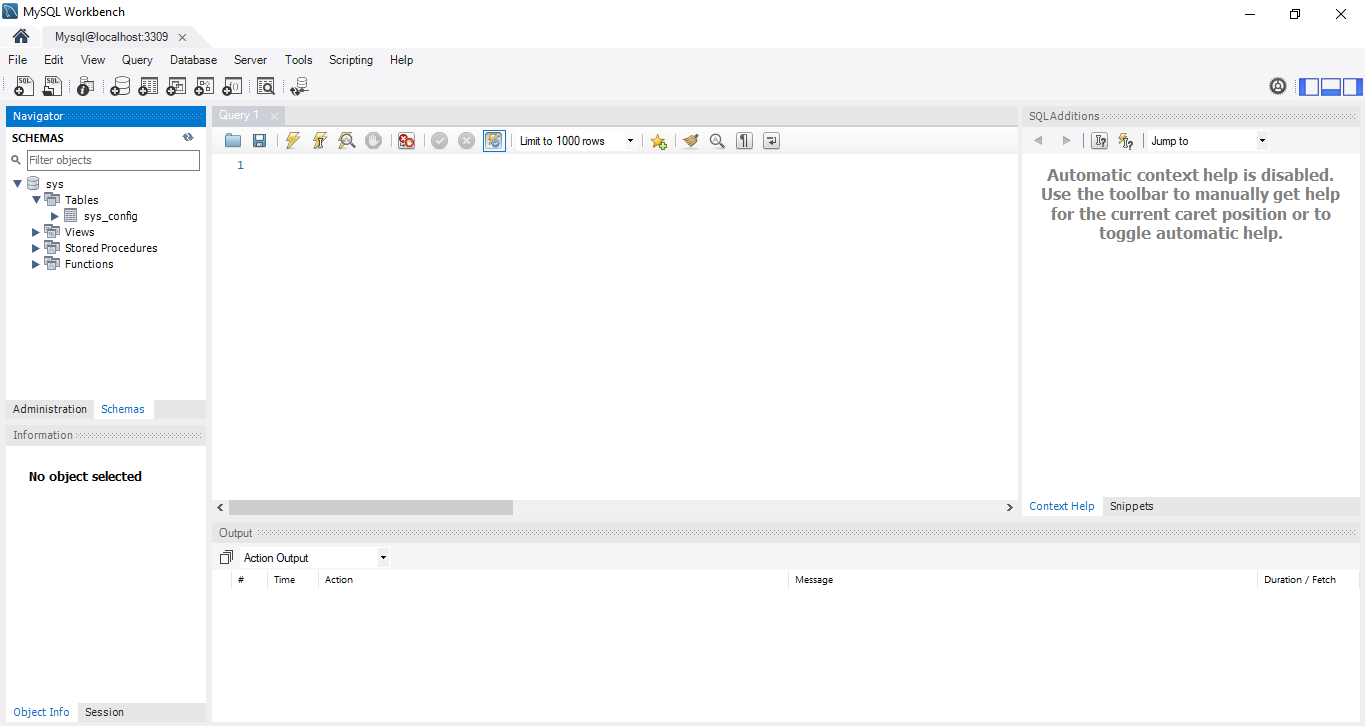 MySQL Workbench
Mysql@localhost:3309
File Edit View Query Database Server Tools Scripting Help
Navigator
SCHEMAS
Filter objects
sys
Tables
sys_config
Views
Stored Procedures
Functions
Administration Schemas
Information
No object selected
Object Info Session
Query 1
Limit to 1000 rows
1
SQLAdditions
Jump to
Automatic context help is disabled.
Use the toolbar to manually get help
for the current caret position or to
toggle automatic help.
Context Help Snippets
Output
Action Output
# Time Action Message Duration / Fetch